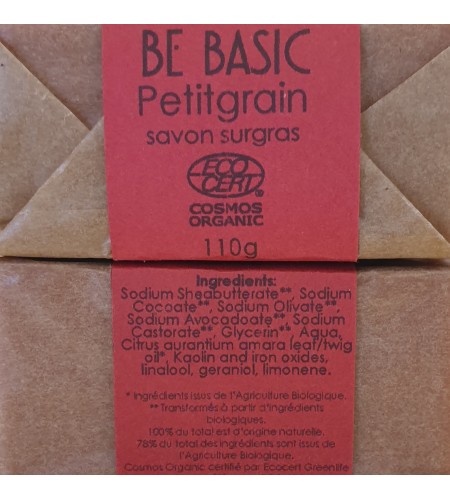 BE BASIC
Petitgrain
savon surgras
ECO
CERT®
COSMOS
ORGANIC
110g
Ingredients:
Sodium Sheabutterate**, Sodium
Cocoate**, Sodium Olivate**,
Sodium Avocadoate**, Sodium
Castorate**, Glycerin**, Aqua,
Citrus aurantium amara leaf/twig
oil*, Kaolin and iron oxides,
linalool, geraniol, limonene.
* Ingrédients issus de l'Agriculture Biologique.
** Transformés à partir d'ingrédients
biologiques.
100% du total est d'origine naturelle.
78% du total des ingrédients sont issus de
l'Agriculture Biologique.
Cosmos Organic certifié par Ecocert Greenlife